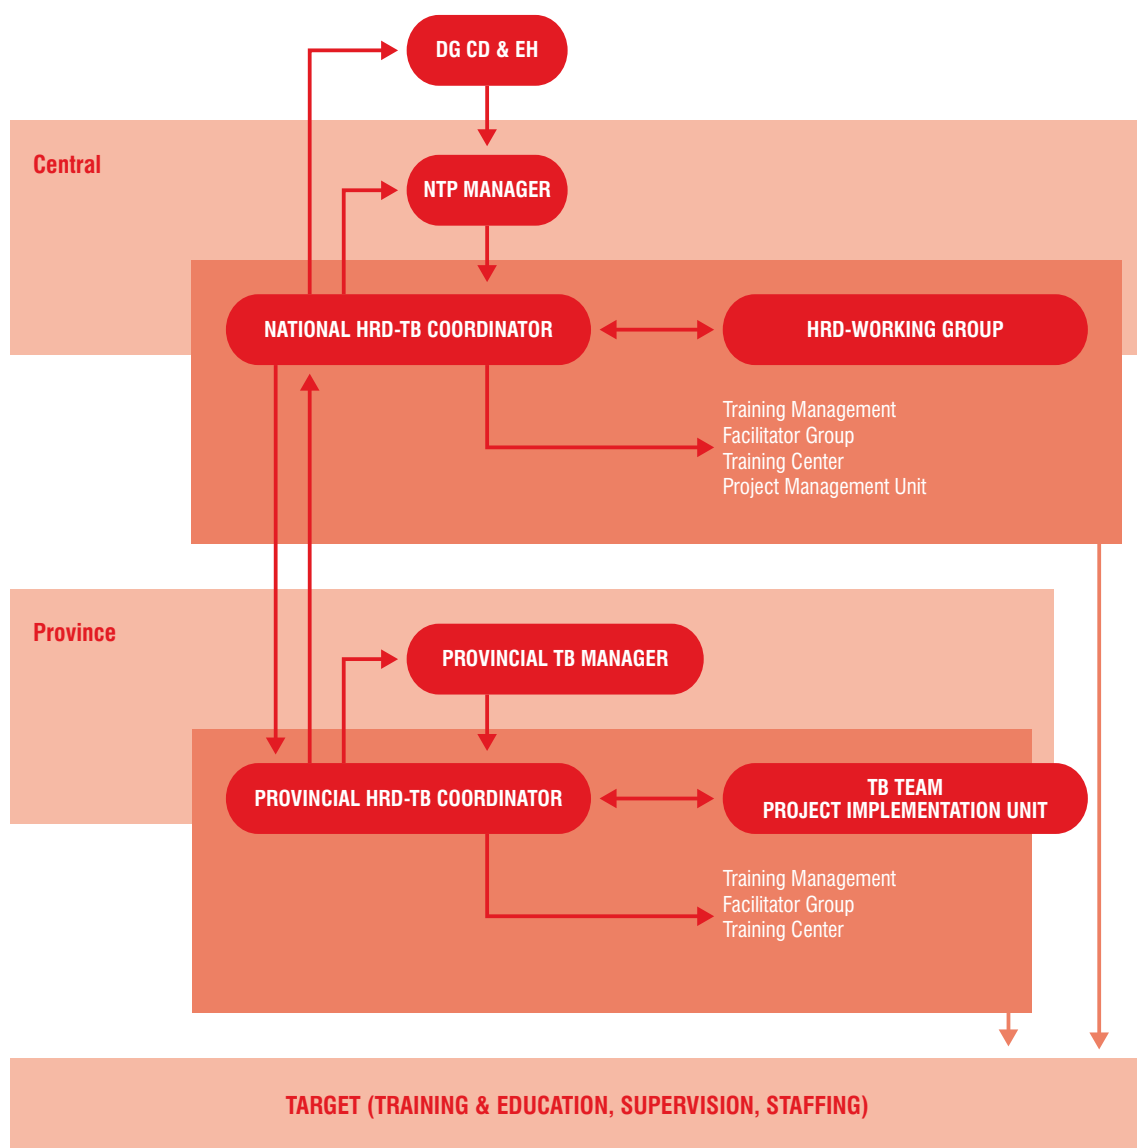 DG CD & EH
Central
NTP MANAGER
NATIONAL HRD-TB COORDINATOR
HRD-WORKING GROUP
Training Management
Facilitator Group
Training Center
Project Management Unit
Province
PROVINCIAL TB MANAGER
PROVINCIAL HRD-TB COORDINATOR
TB TEAM
PROJECT IMPLEMENTATION UNIT
Training Management
Facilitator Group
Training Center
TARGET (TRAINING & EDUCATION, SUPERVISION, STAFFING)